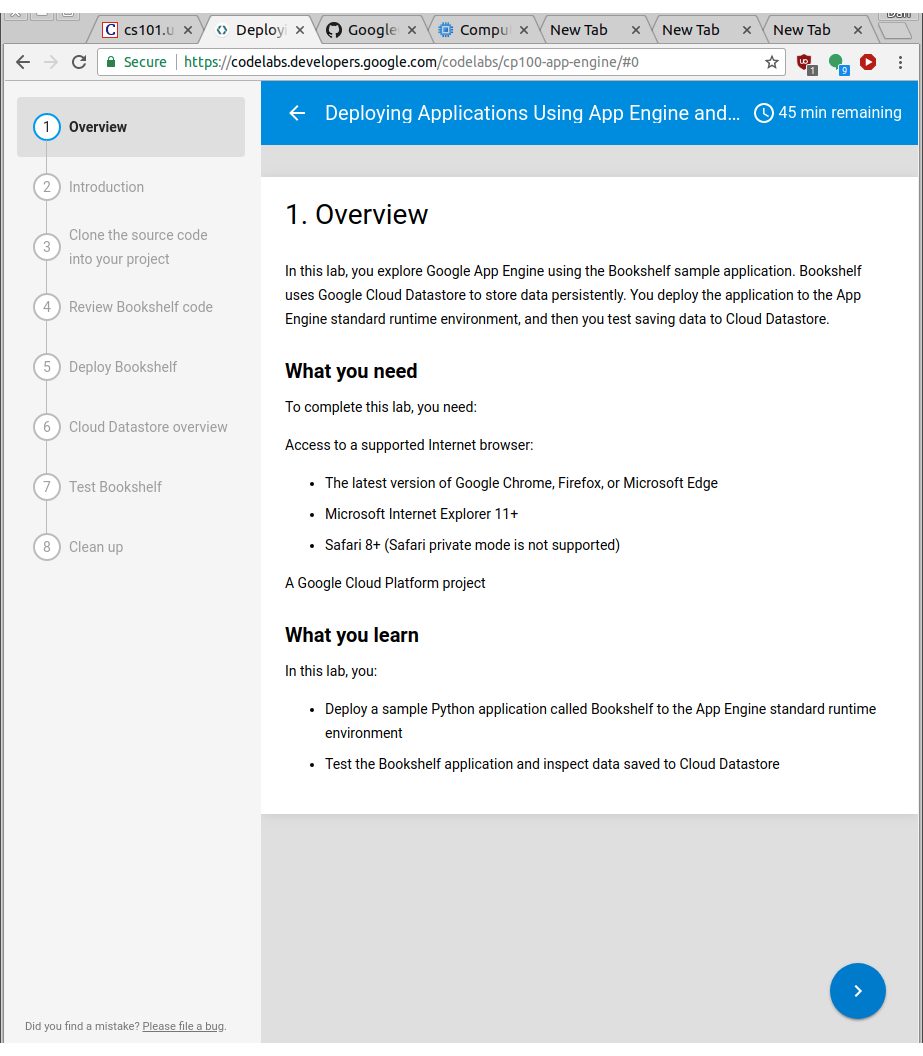 cs101.u
Deployi
Google
Comput
New Tab
New Tab
New Tab
Secure
https://codelabs.developers.google.com/codelabs/cp100-app-engine/#0
1
9
1 Overview
2 Introduction
3 Clone the source code
into your project
4 Review Bookshelf code
5 Deploy Bookshelf
6 Cloud Datastore overview
7 Test Bookshelf
8 Clean up
Did you find a mistake? Please file a bug.
Deploying Applications Using App Engine and...
45 min remaining
1. Overview
In this lab, you explore Google App Engine using the Bookshelf sample application. Bookshelf
uses Google Cloud Datastore to store data persistently. You deploy the application to the App
Engine standard runtime environment, and then you test saving data to Cloud Datastore.
What you need
To complete this lab, you need:
Access to a supported Internet browser:
• The latest version of Google Chrome, Firefox, or Microsoft Edge
• Microsoft Internet Explorer 11+
• Safari 8+ (Safari private mode is not supported)
A Google Cloud Platform project
What you learn
In this lab, you:
• Deploy a sample Python application called Bookshelf to the App Engine standard runtime
environment
• Test the Bookshelf application and inspect data saved to Cloud Datastore